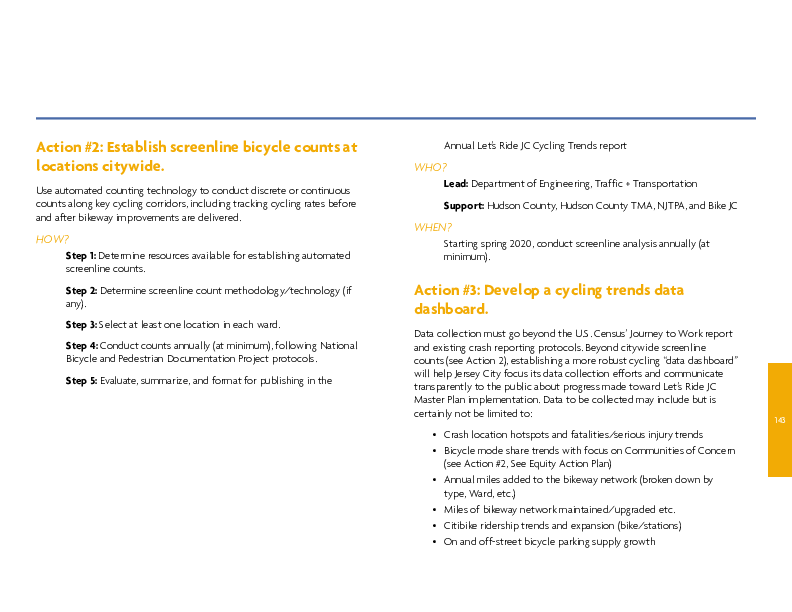 Action #2: Establish screenline bicycle counts at
locations citywide.
Use automated counting technology to conduct discrete or continuous
counts along key cycling corridors, including tracking cycling rates before
and after bikeway improvements are delivered.
HOW?
Step 1: Determine resources available for establishing automated
screenline counts.
Step 2: Determine screenline count methodology/technology (if
any).
Step 3: Select at least one location in each ward.
Step 4: Conduct counts annually (at minimum), following National
Bicycle and Pedestrian Documentation Project protocols.
Step 5: Evaluate, summarize, and format for publishing in the
Annual Let's Ride JC Cycling Trends report
WHO?
Lead: Department of Engineering, Traffic + Transportation
Support: Hudson County, Hudson County TMA, NJTPA, and Bike JC
WHEN?
Starting spring 2020, conduct screenline analysis annually (at
minimum).
Action #3: Develop a cycling trends data
dashboard.
Data collection must go beyond the U.S. Census' Journey to Work report
and existing crash reporting protocols. Beyond citywide screenline
counts (see Action 2), establishing a more robust cycling "data dashboard"
will help Jersey City focus its data collection efforts and communicate
transparently to the public about progress made toward Let's Ride JC
Master Plan implementation. Data to be collected may include but is
certainly not be limited to:
• Crash location hotspots and fatalities/serious injury trends
• Bicycle mode share trends with focus on Communities of Concern
(see Action #2, See Equity Action Plan)
• Annual miles added to the bikeway network (broken down by
type, Ward, etc.)
• Miles of bikeway network maintained/upgraded etc.
• Citibike ridership trends and expansion (bike/stations)
• On and off-street bicycle parking supply growth
143